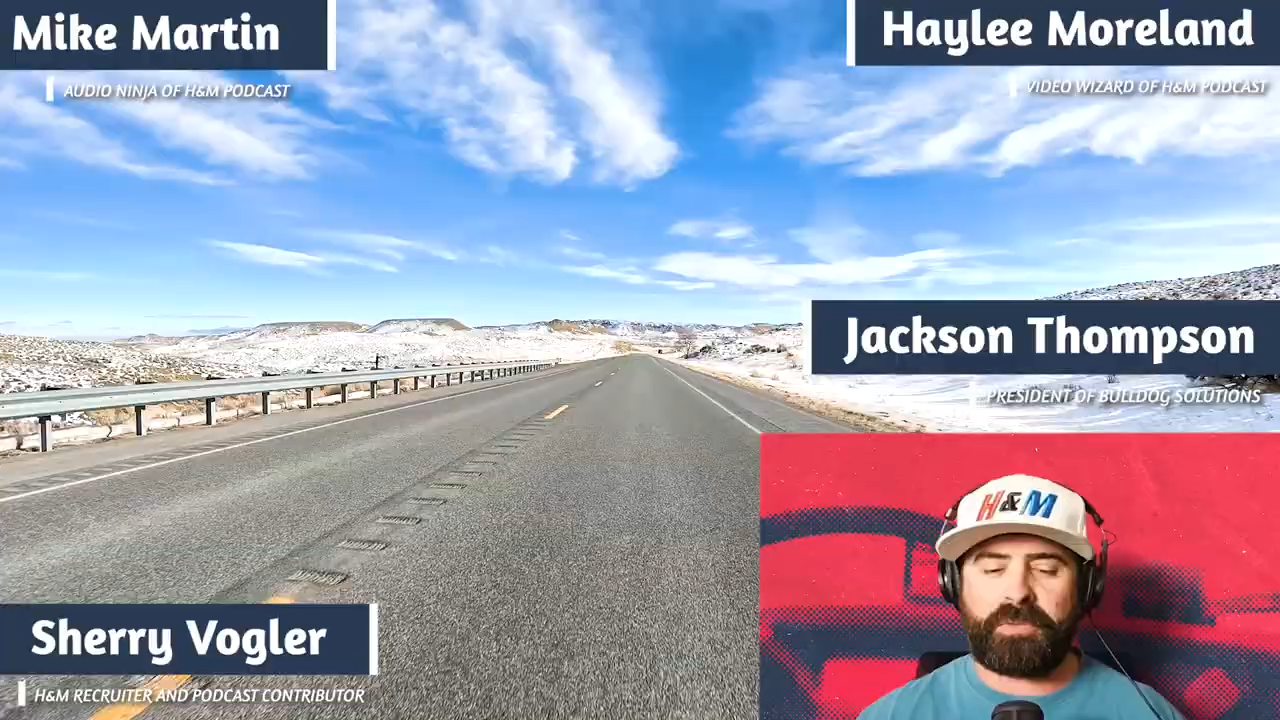 Mike Martin
AUDIO NINJA OF H&M PODCAST
Haylee Moreland
VIDEO WIZARD OF H&M PODCAST
Jackson Thompson
PRESIDENT OF BULLDOG SOLUTIONS
H&M
Sherry Vogler
H&M RECRUITER AND PODCAST CONTRIBUTOR